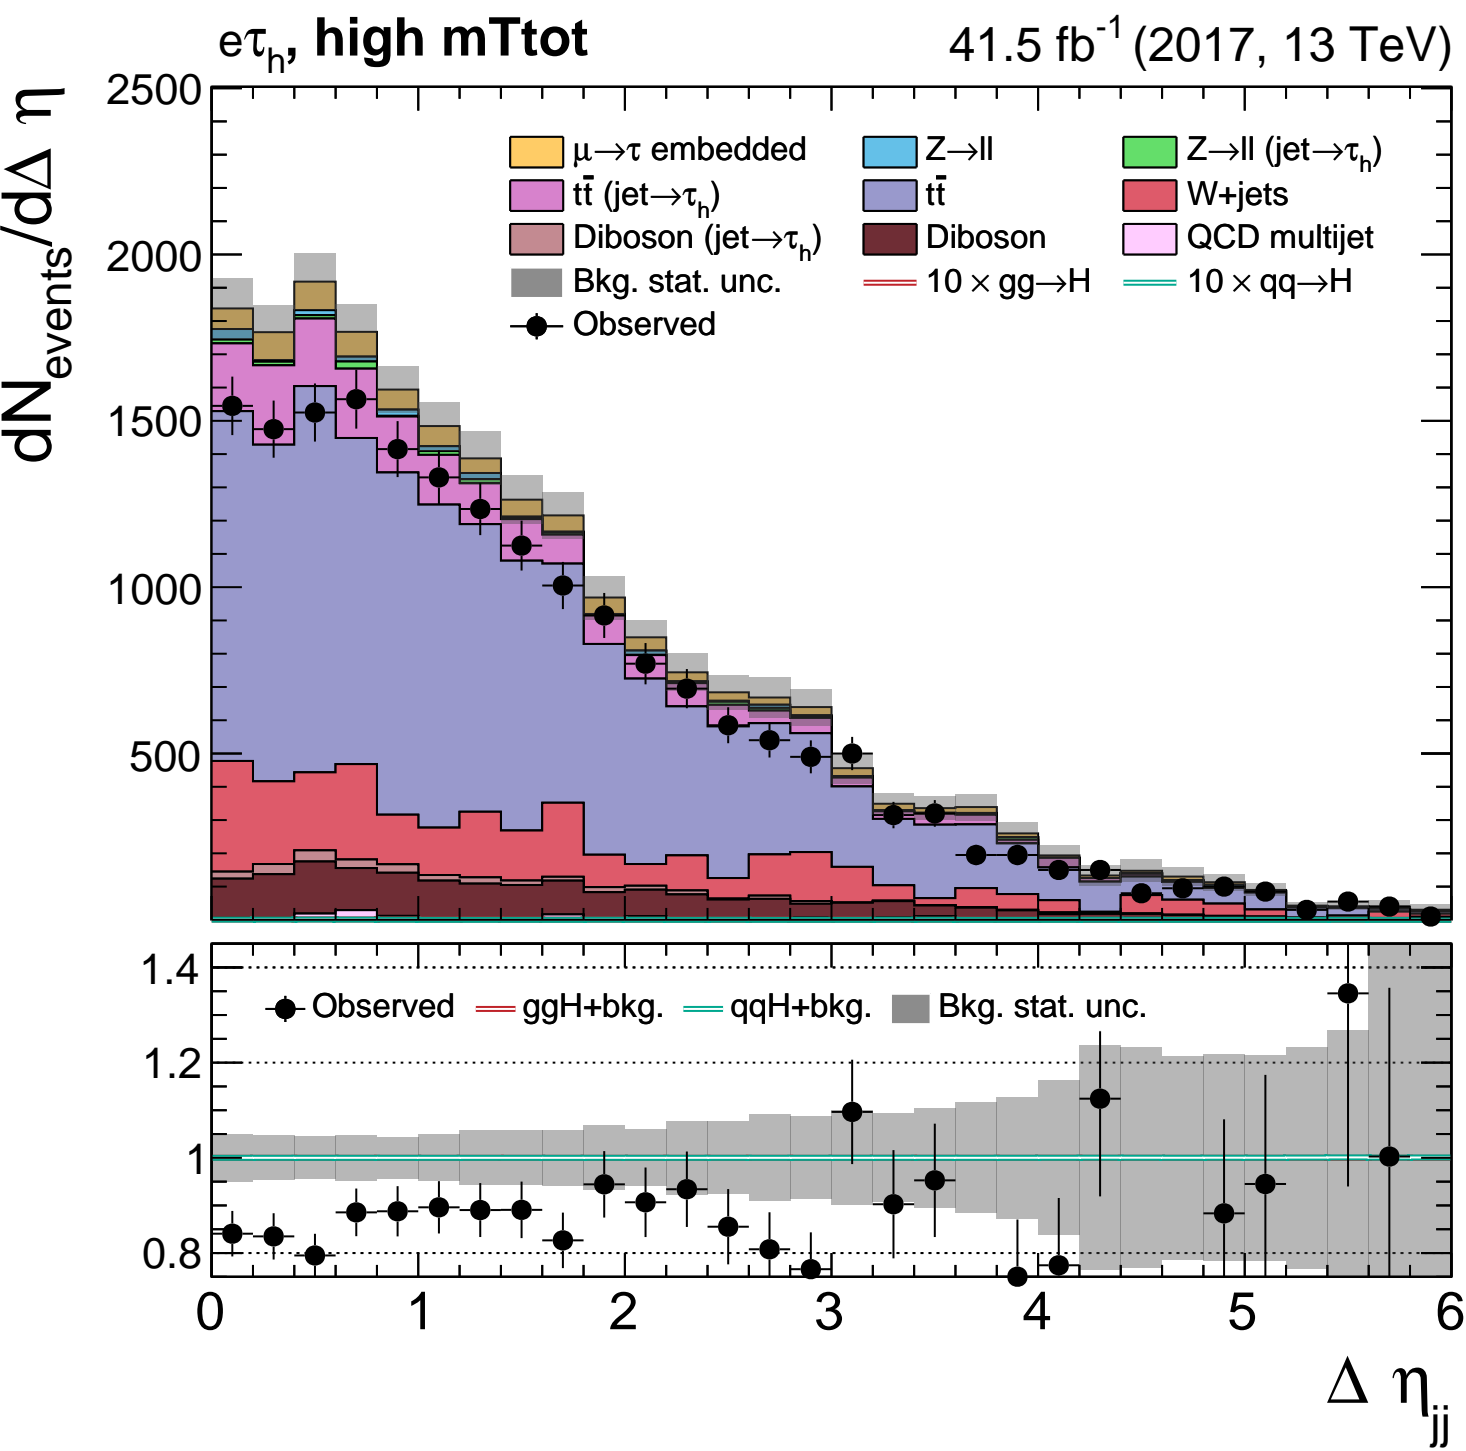 eτh, high mTtot
41.5 fb-1 (2017, 13 TeV)
dNevents/dΔ η
2500
2000
1500
1000
500
μ→τ embedded
Z→ll
Z→ll (jet→τh)
tt̄ (jet→τh)
tt̄
W+jets
Diboson (jet→τh)
Diboson
QCD multijet
Bkg. stat. unc.
10 × gg→H
10 × qq→H
Observed
1.4
1.2
1
0.8
Observed
ggH+bkg.
qqH+bkg.
Bkg. stat. unc.
0 1 2 3 4 5 6
Δ ηjj